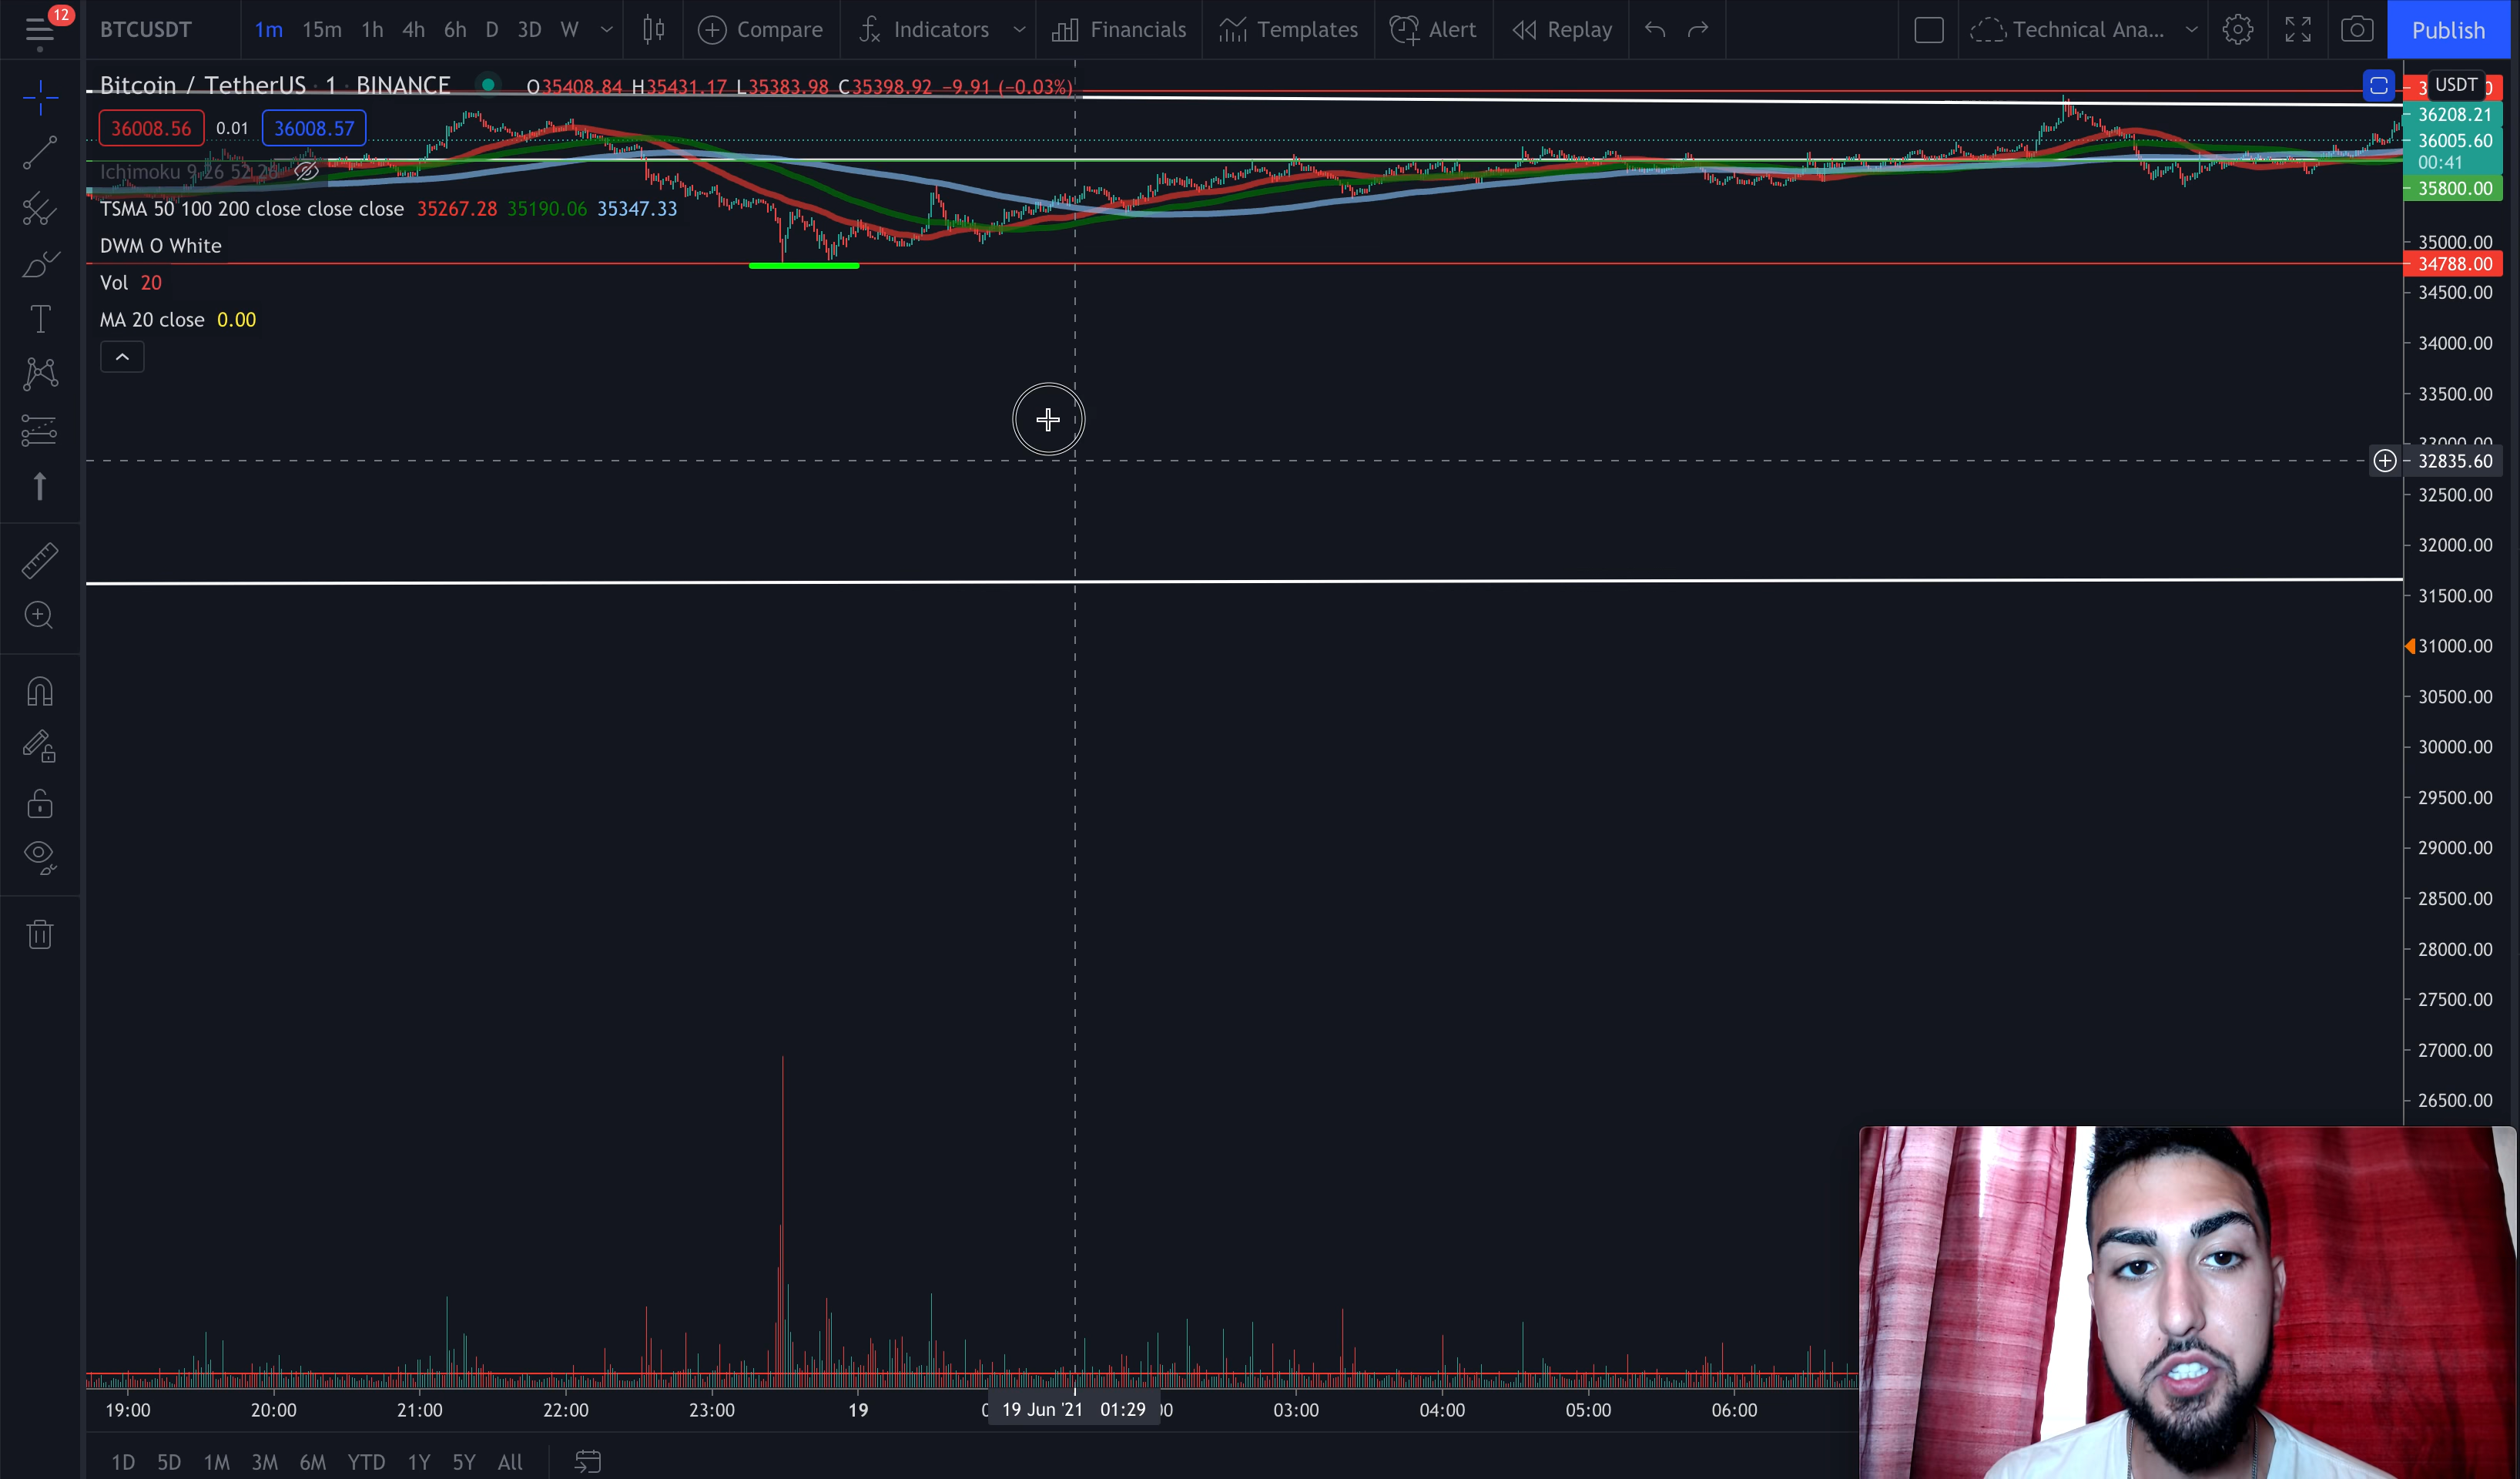 12
BTCUSDT 1m 15m 1h 4h 6h D 3D W Compare Indicators Financials Templates Alert Replay Technical Ana... Publish
Bitcoin / TetherUS · 1 · BINANCE O35408.84 H35431.17 L35383.98 C35398.92 −9.91 (−0.03%)
USDT
36008.56 0.01 36008.57
Ichimoku 9 26 52 26
TSMA 50 100 200 close close close 35267.28 35190.06 35347.33
DWM O White
Vol 20
MA 20 close 0.00
36208.21
36005.60
00:41
35800.00
35000.00
34788.00
34500.00
34000.00
33500.00
33000.00
32835.60
32500.00
32000.00
31500.00
31000.00
30500.00
30000.00
29500.00
29000.00
28500.00
28000.00
27500.00
27000.00
26500.00
19:00 20:00 21:00 22:00 23:00 19 19 Jun '21 01:29 03:00 04:00 05:00 06:00
1D 5D 1M 3M 6M YTD 1Y 5Y All